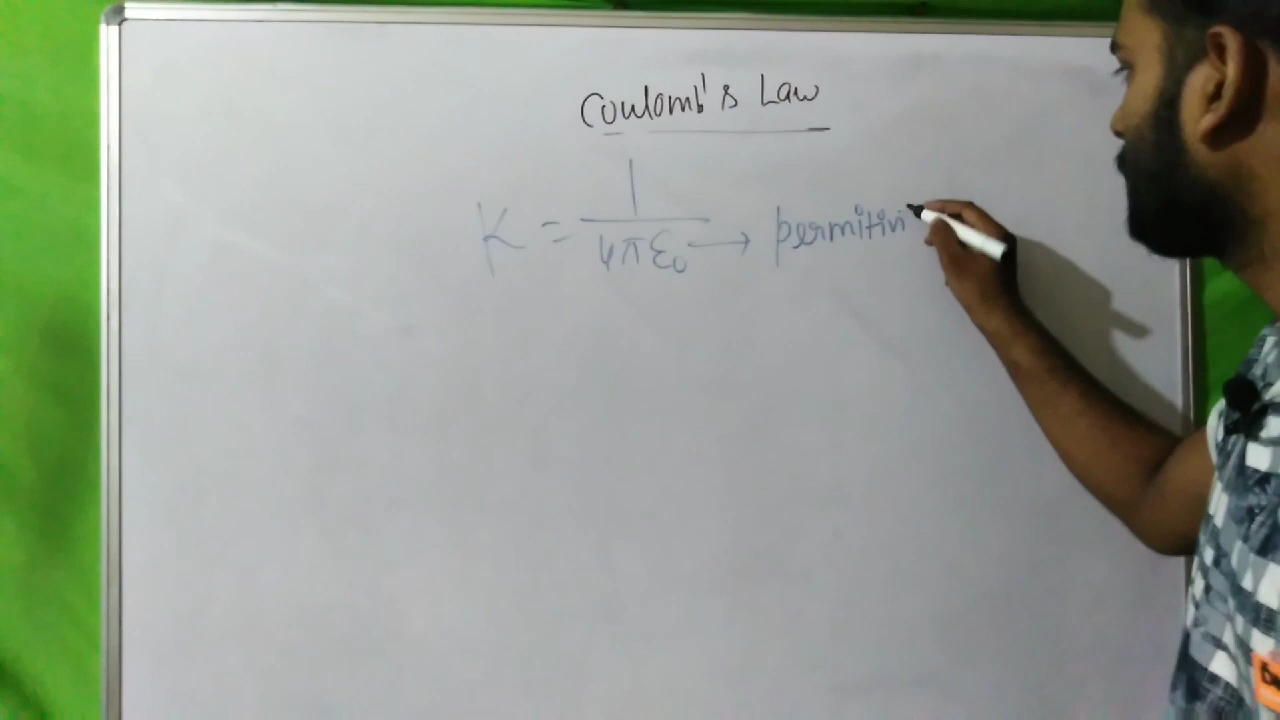 Coulomb's Law
K = 1/4πε₀ → permitivi